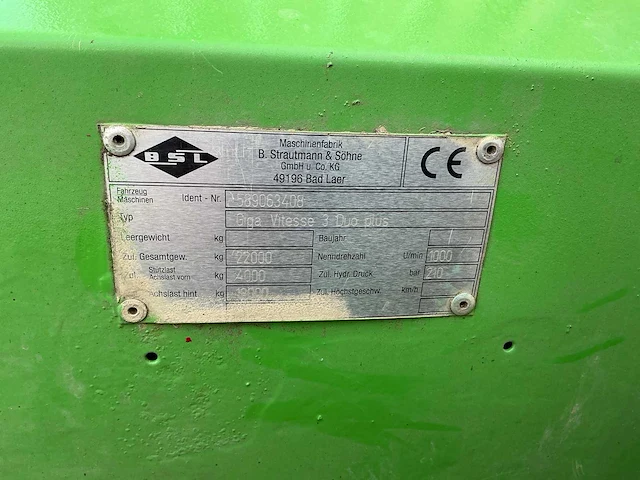 BSL
Maschinenfabrik
B. Strautmann & Söhne
GmbH u. Co. KG
49196 Bad Laer
CE
Fahrzeug
Maschinen
Ident - Nr.
Typ Giga Vitesse 3 Duo plus
Leergewicht kg Baujahr
Zul. Gesamtgew. kg 22000 Nenndrehzahl U/min 1000
Zul. Stützlast
Achslast vorn kg 4000 Zul. Hydr. Druck bar 210
Achslast hint. kg Zul. Höchstgeschw. km/h